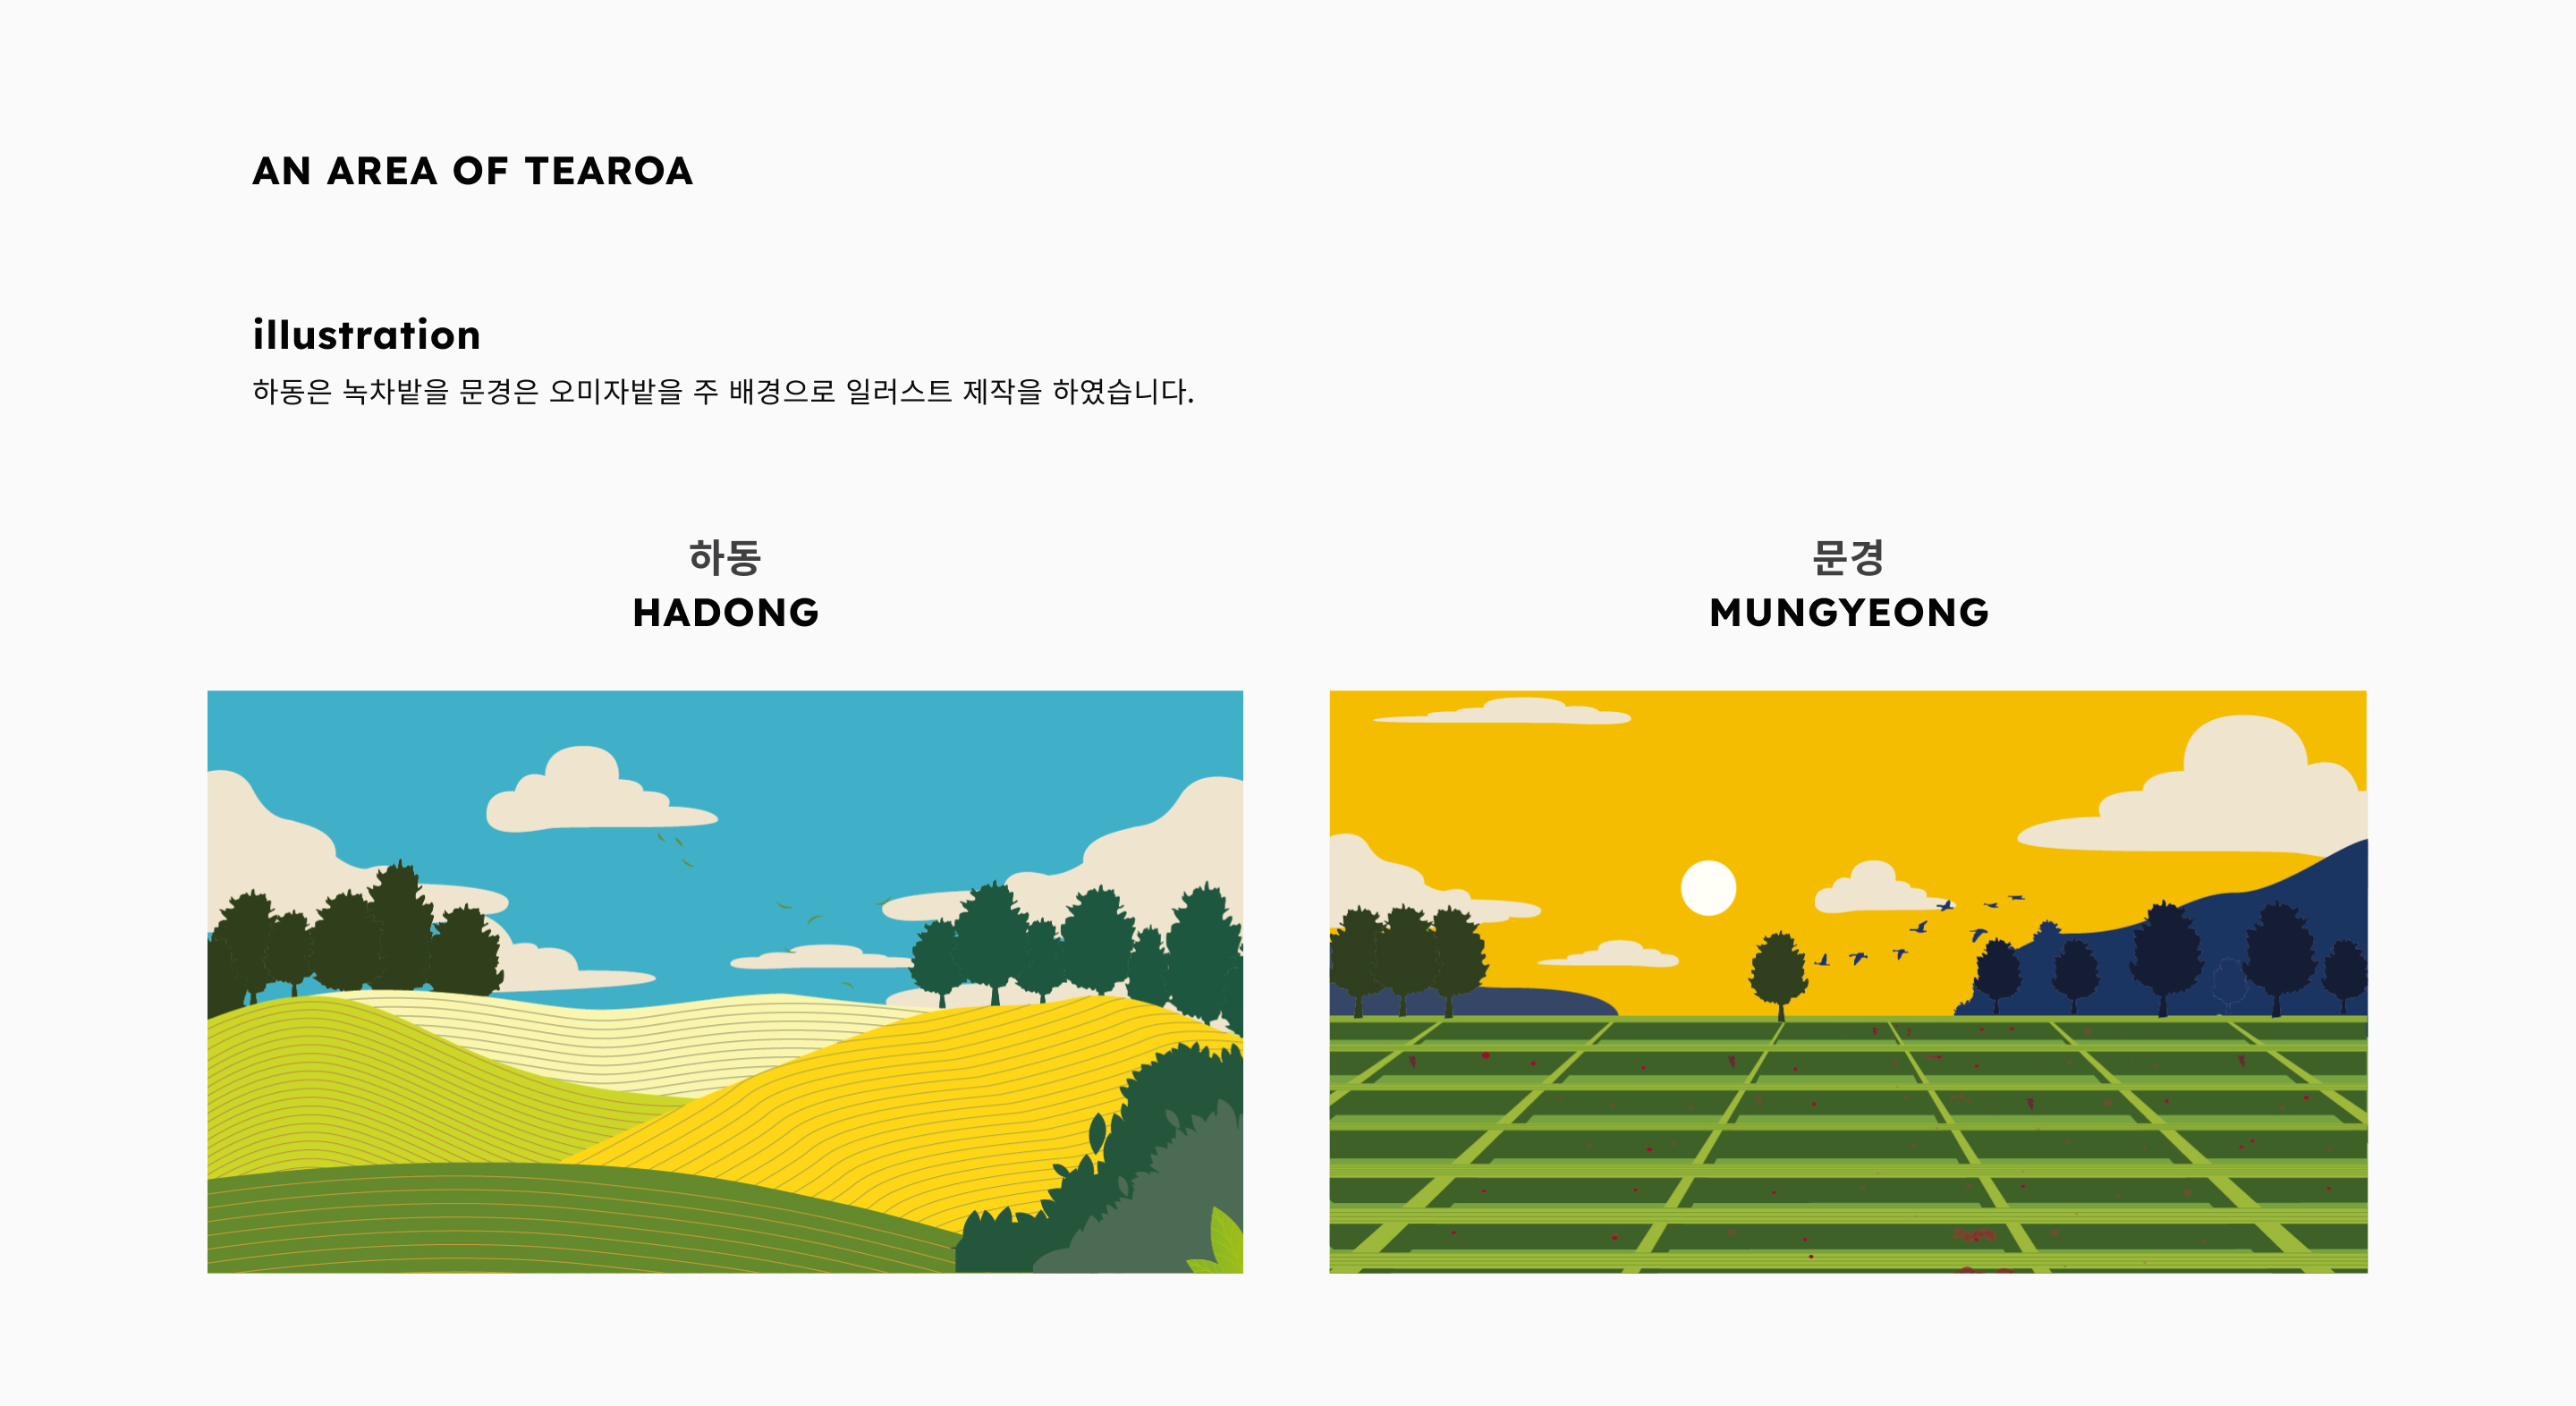 AN AREA OF TEAROA
illustration
하동은 녹차밭을 문경은 오미자밭을 주 배경으로 일러스트 제작을 하였습니다.
하동
HADONG
문경
MUNGYEONG